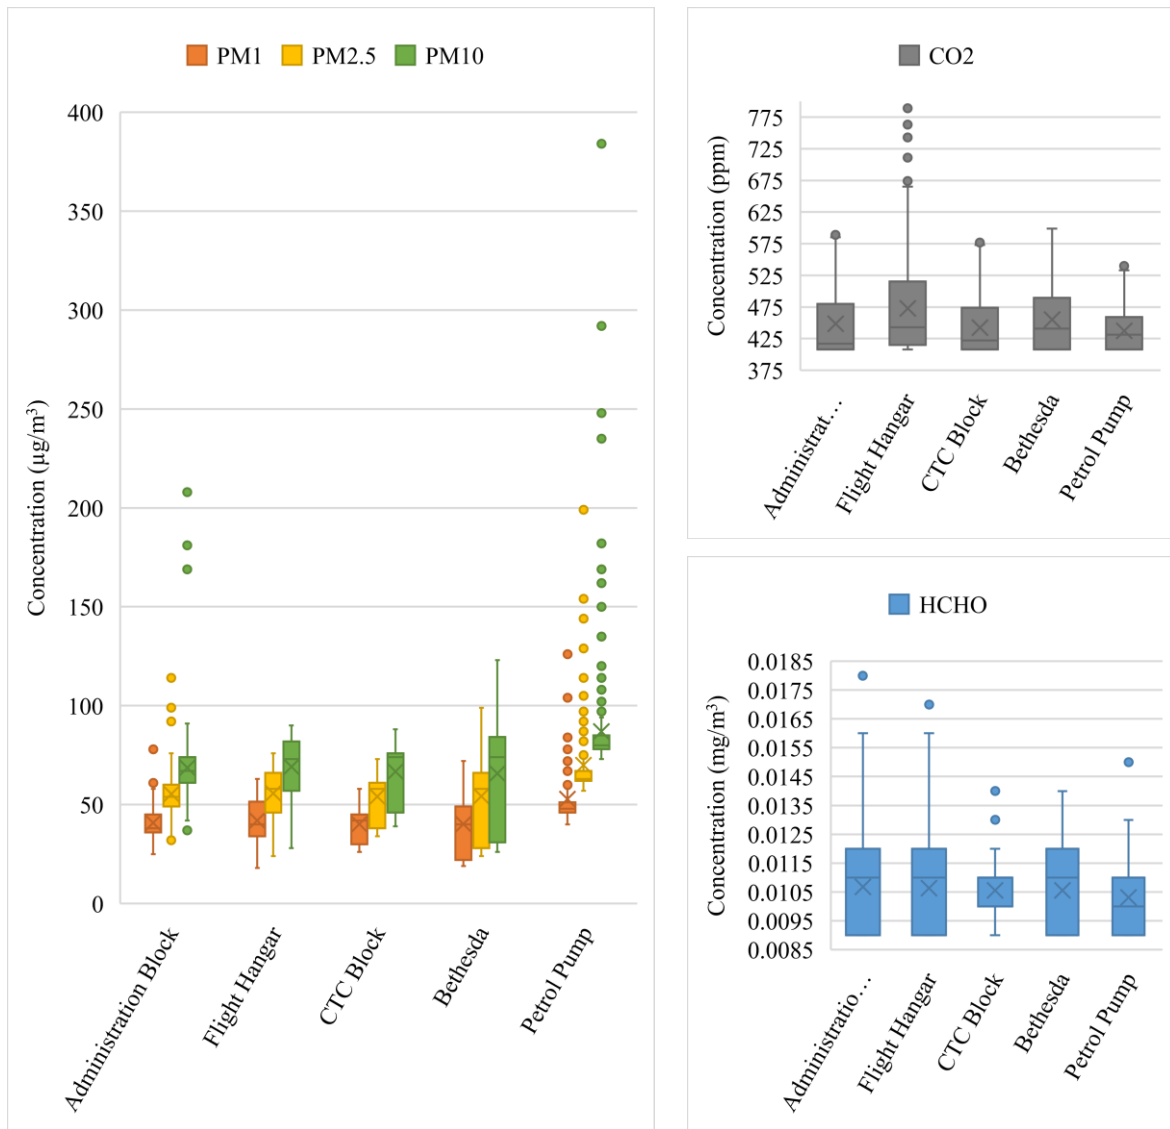 PM1 PM2.5 PM10
Concentration (µg/m³)
400
350
300
250
200
150
100
50
0
Administration Block
Flight Hangar
CTC Block
Bethesda
Petrol Pump
CO2
Concentration (ppm)
775
725
675
625
575
525
475
425
375
Administrat...
Flight Hangar
CTC Block
Bethesda
Petrol Pump
HCHO
Concentration (mg/m³)
0.0185
0.0175
0.0165
0.0155
0.0145
0.0135
0.0125
0.0115
0.0105
0.0095
0.0085
Administratio...
Flight Hangar
CTC Block
Bethesda
Petrol Pump